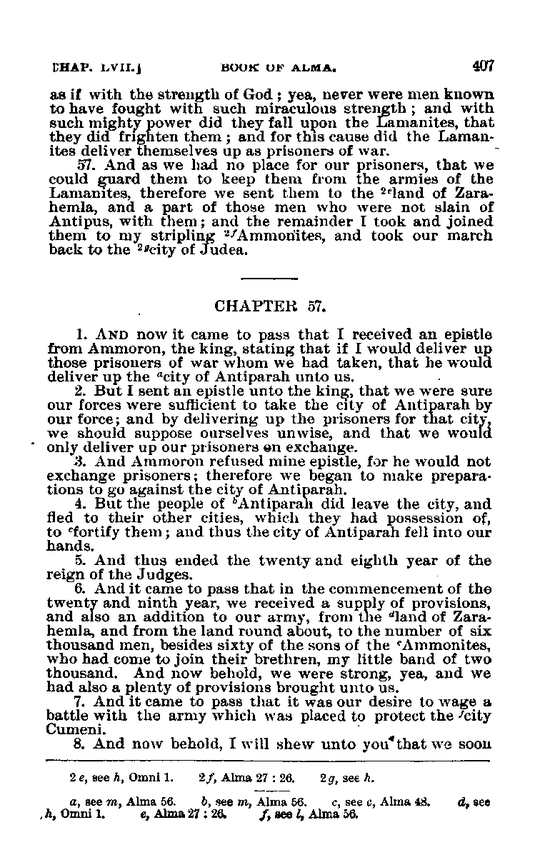 CHAP. LVII.] BOOK OF ALMA. 407
as if with the strength of God; yea, never were men known
to have fought with such miraculous strength; and with
such mighty power did they fall upon the Lamanites, that
they did frighten them; and for this cause did the Laman-
ites deliver themselves up as prisoners of war.
57. And as we had no place for our prisoners, that we
could guard them to keep them from the armies of the
Lamanites, therefore we sent them to the 2eland of Zara-
hemla, and a part of those men who were not slain of
Antipus, with them; and the remainder I took and joined
them to my stripling 2fAmmonites, and took our march
back to the 2gcity of Judea.
CHAPTER 57.
1. AND now it came to pass that I received an epistle
from Ammoron, the king, stating that if I would deliver up
those prisoners of war whom we had taken, that he would
deliver up the acity of Antiparah unto us.
2. But I sent an epistle unto the king, that we were sure
our forces were sufficient to take the city of Antiparah by
our force; and by delivering up the prisoners for that city,
we should suppose ourselves unwise, and that we would
only deliver up our prisoners on exchange.
3. And Ammoron refused mine epistle, for he would not
exchange prisoners; therefore we began to make prepara-
tions to go against the city of Antiparah.
4. But the people of bAntiparah did leave the city, and
fled to their other cities, which they had possession of,
to cfortify them; and thus the city of Antiparah fell into our
hands.
5. And thus ended the twenty and eighth year of the
reign of the Judges.
6. And it came to pass that in the commencement of the
twenty and ninth year, we received a supply of provisions,
and also an addition to our army, from the dland of Zara-
hemla, and from the land round about, to the number of six
thousand men, besides sixty of the sons of the eAmmonites,
who had come to join their brethren, my little band of two
thousand. And now behold, we were strong, yea, and we
had also a plenty of provisions brought unto us.
7. And it came to pass that it was our desire to wage a
battle with the army which was placed to protect the fcity
Cumeni.
8. And now behold, I will shew unto you that we soon
2e, see h, Omni 1. 2f, Alma 27 : 26. 2g, see h.
a, see m, Alma 56. b, see m, Alma 56. c, see c, Alma 48. d, see
h, Omni 1. e, Alma 27 : 26. f, see l, Alma 56.